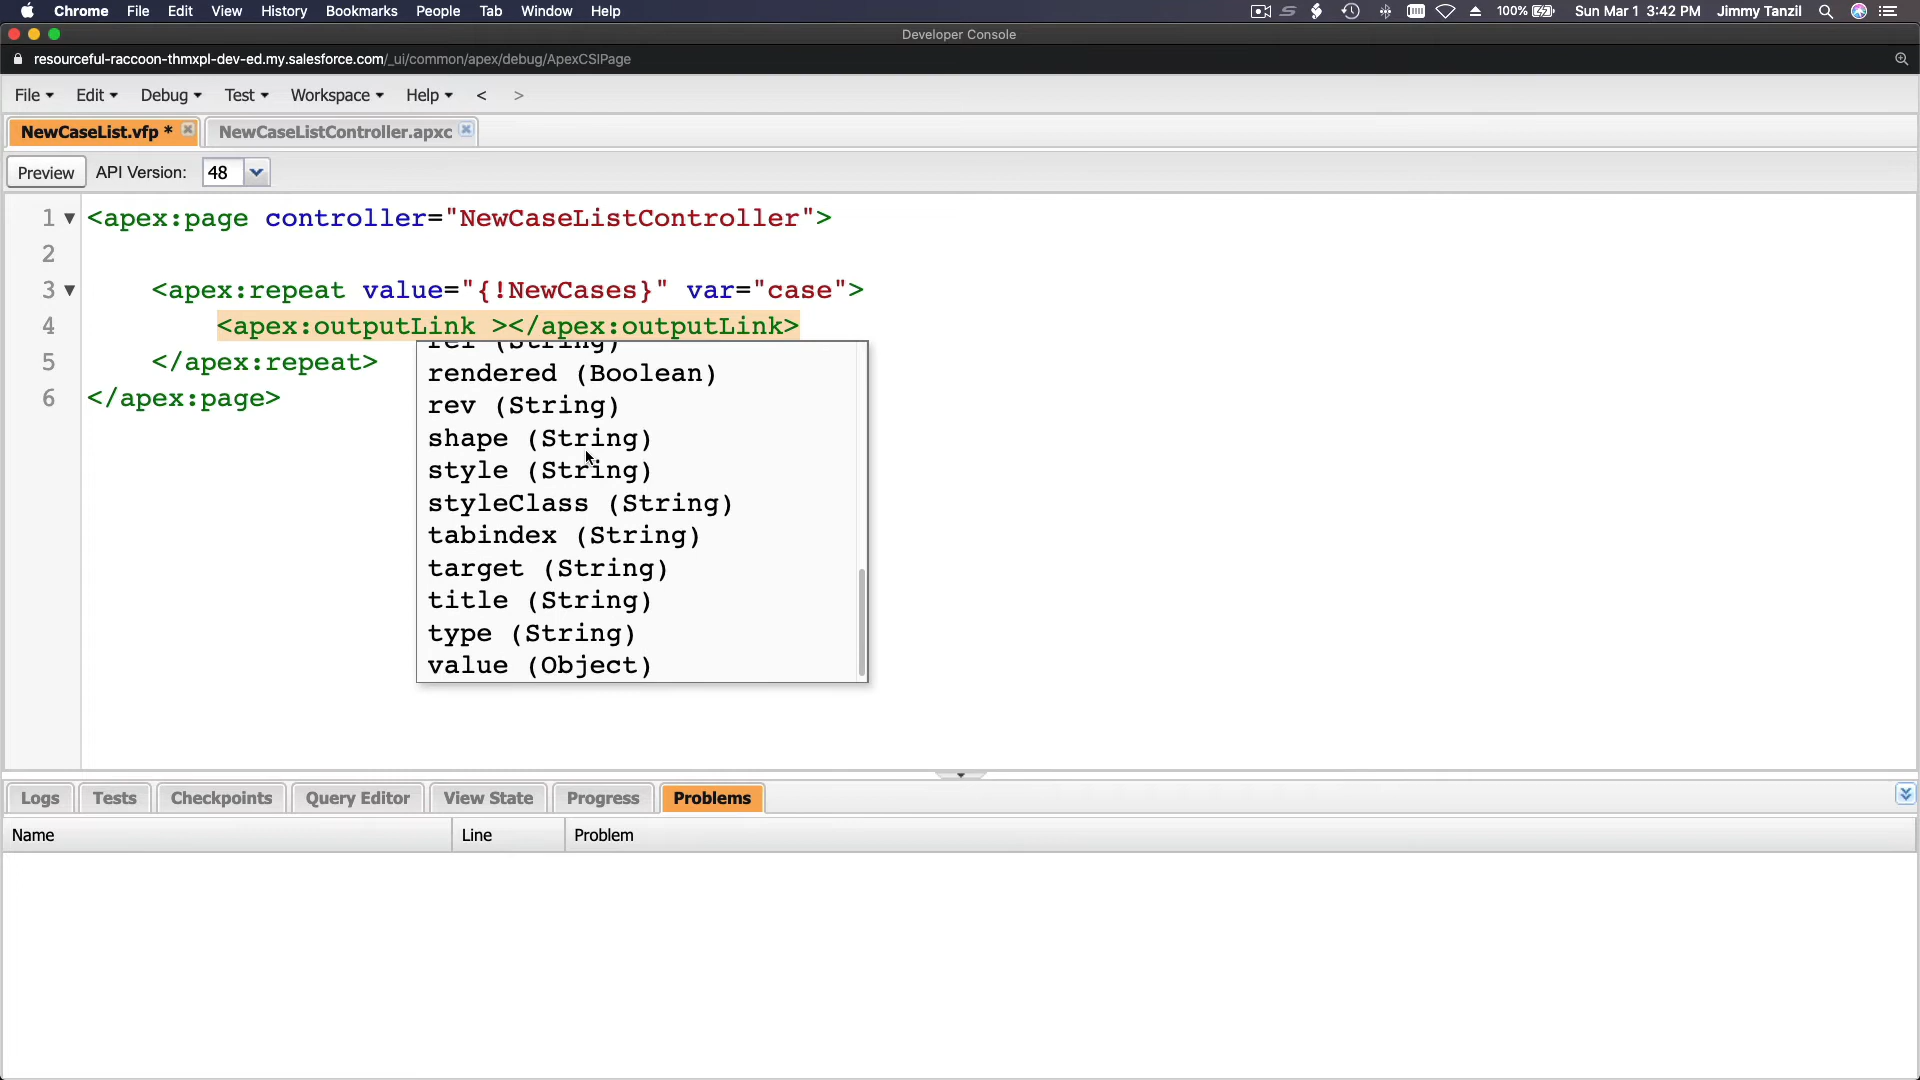 Chrome File Edit View History Bookmarks People Tab Window Help 100% Sun Mar 1 3:42 PM Jimmy Tanzil
Developer Console
resourceful-raccoon-thmxpl-dev-ed.my.salesforce.com/_ui/common/apex/debug/ApexCSIPage
File Edit Debug Test Workspace Help < >
NewCaseList.vfp * NewCaseListController.apxc
Preview API Version: 48
1 <apex:page controller="NewCaseListController">
2
3 <apex:repeat value="{!NewCases}" var="case">
4 <apex:outputLink ></apex:outputLink>
5 </apex:repeat>
6 </apex:page>
rel (String)
rendered (Boolean)
rev (String)
shape (String)
style (String)
styleClass (String)
tabindex (String)
target (String)
title (String)
type (String)
value (Object)
Logs Tests Checkpoints Query Editor View State Progress Problems
Name Line Problem